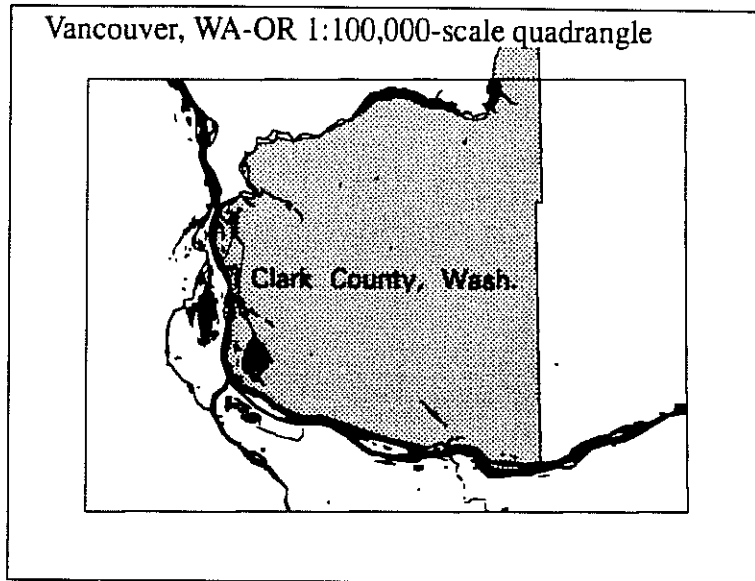 Vancouver, WA-OR 1:100,000-scale quadrangle
Clark County, Wash.